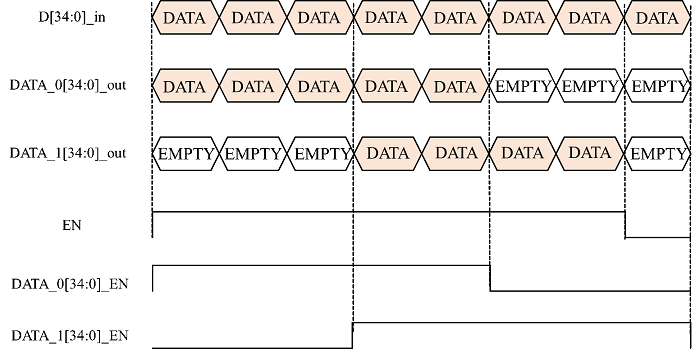 D[34:0]_in DATA DATA DATA DATA DATA DATA DATA DATA
DATA_0[34:0]_out DATA DATA DATA DATA DATA EMPTY EMPTY EMPTY
DATA_1[34:0]_out EMPTY EMPTY EMPTY DATA DATA DATA DATA EMPTY
EN
DATA_0[34:0]_EN
DATA_1[34:0]_EN